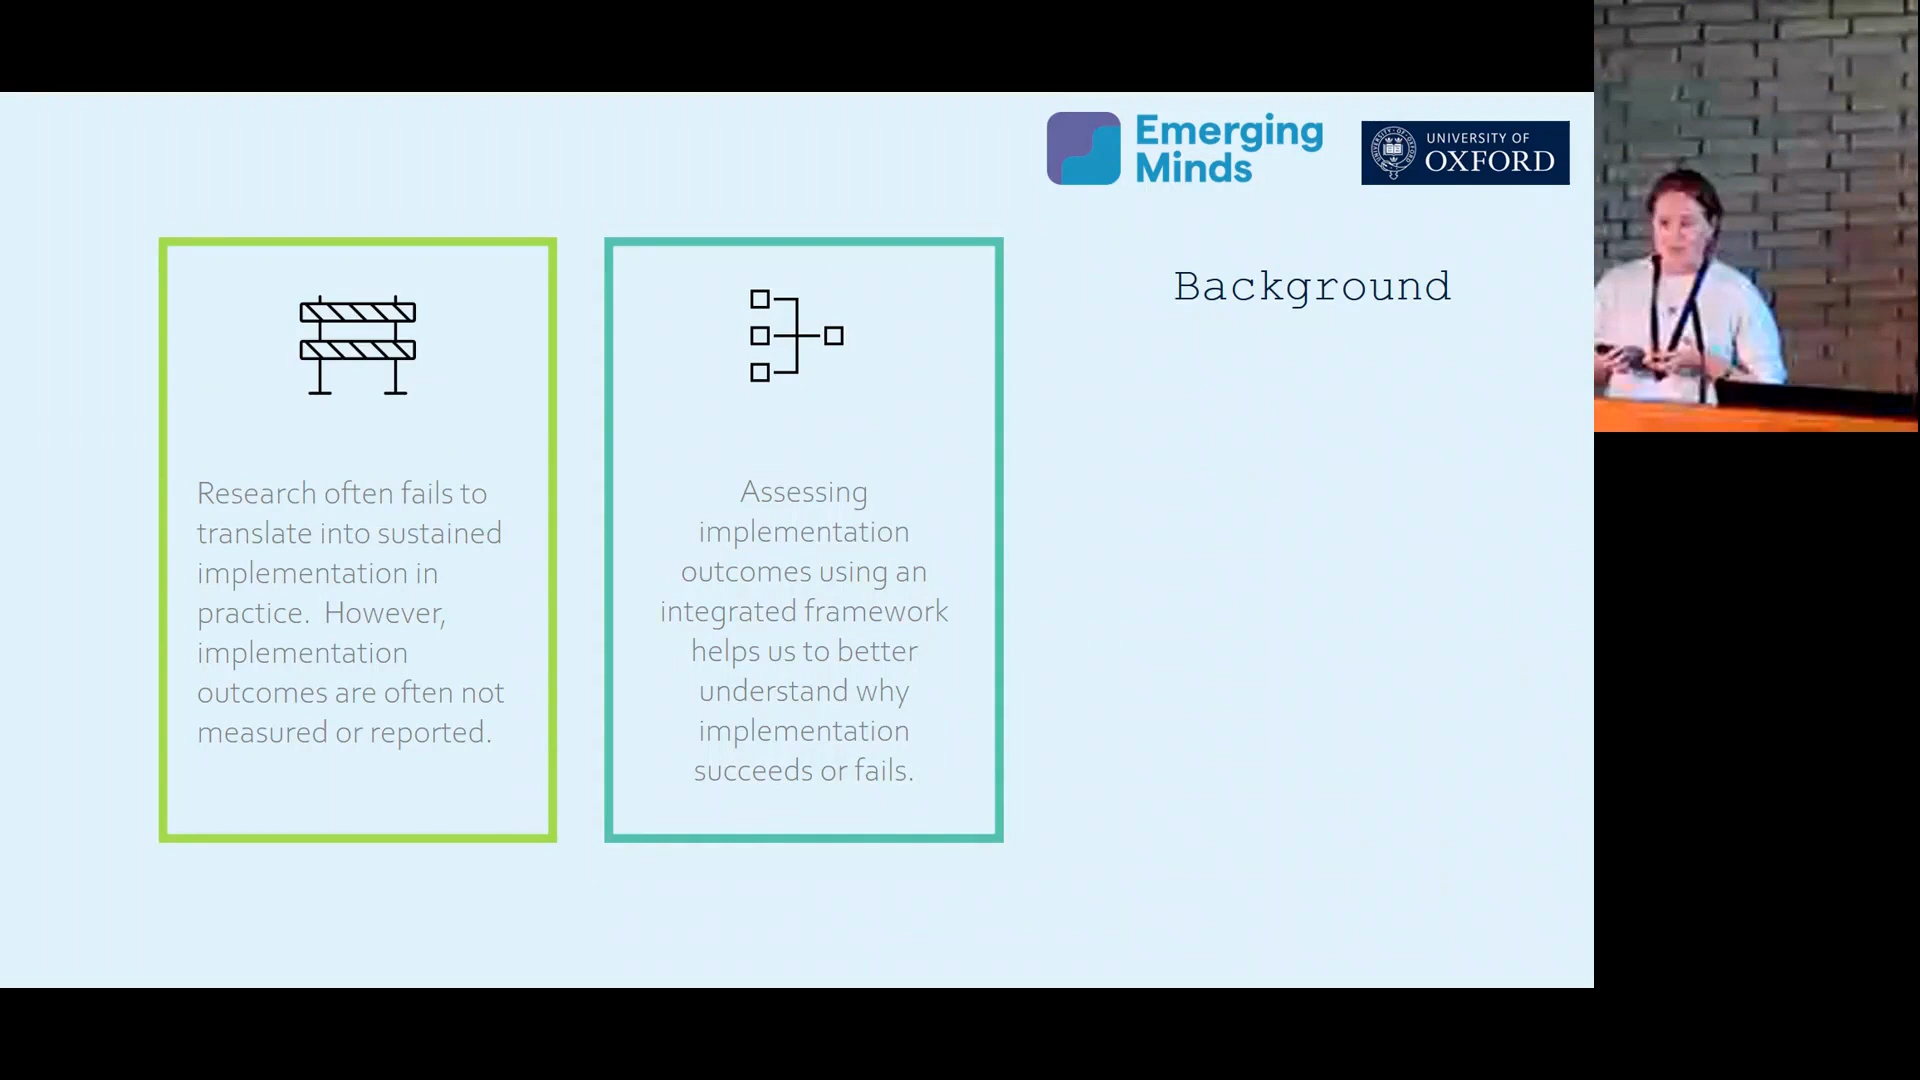 Emerging
Minds
UNIVERSITY OF
OXFORD
Background
Research often fails to
translate into sustained
implementation in
practice.  However,
implementation
outcomes are often not
measured or reported.
Assessing
implementation
outcomes using an
integrated framework
helps us to better
understand why
implementation
succeeds or fails.